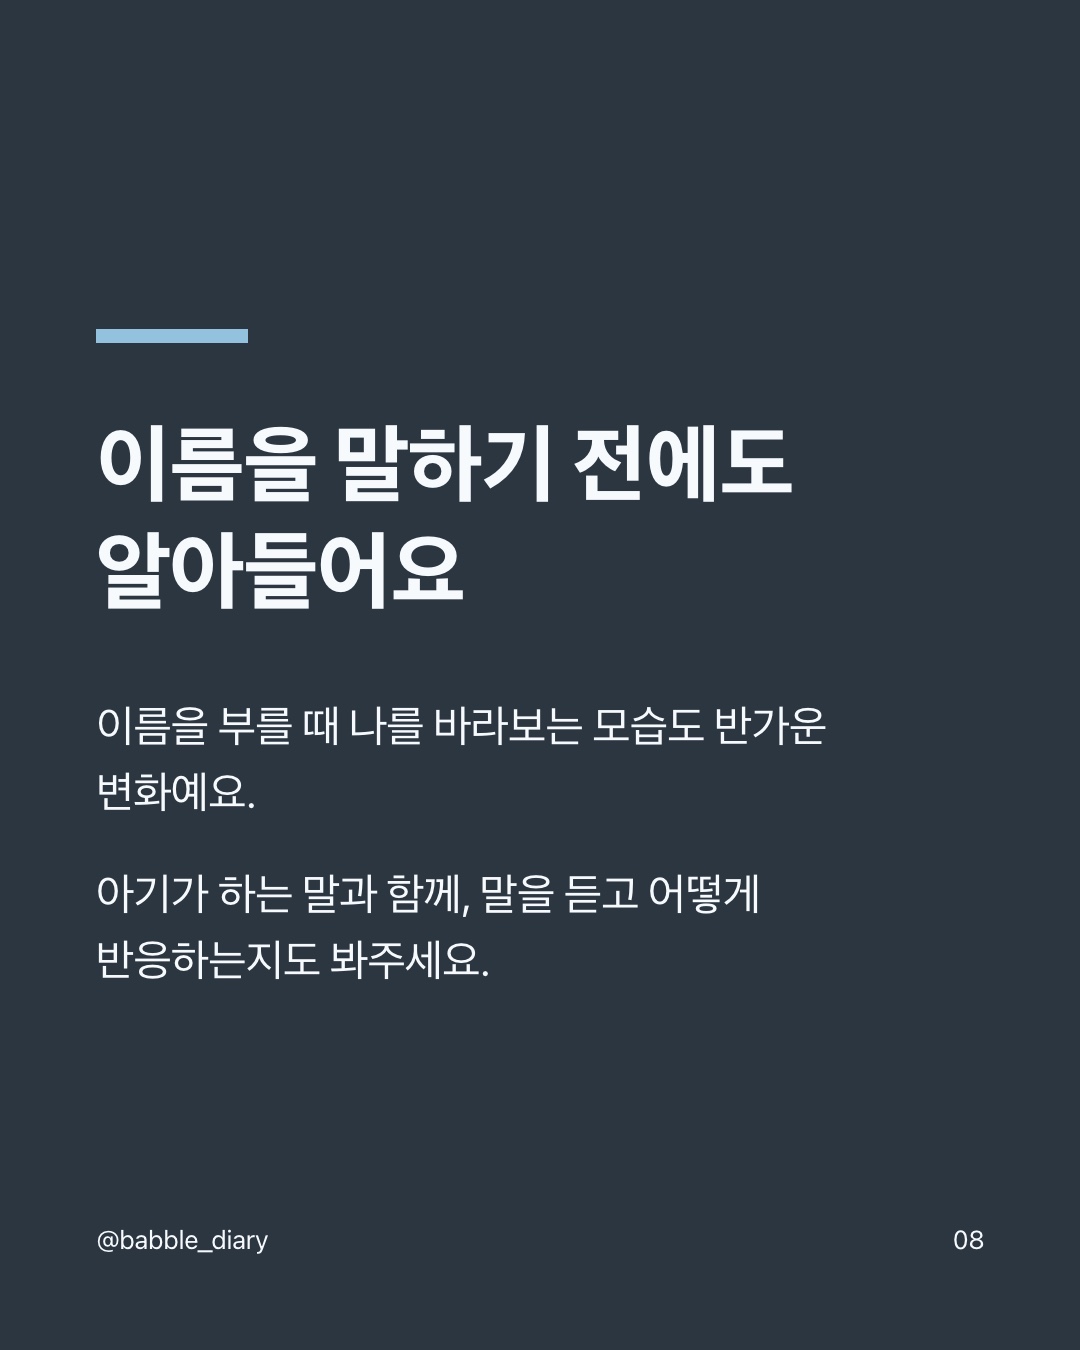 이름을 말하기 전에도
알아들어요
이름을 부를 때 나를 바라보는 모습도 반가운
변화예요.
아기가 하는 말과 함께, 말을 듣고 어떻게
반응하는지도 봐주세요.
@babble_diary
08